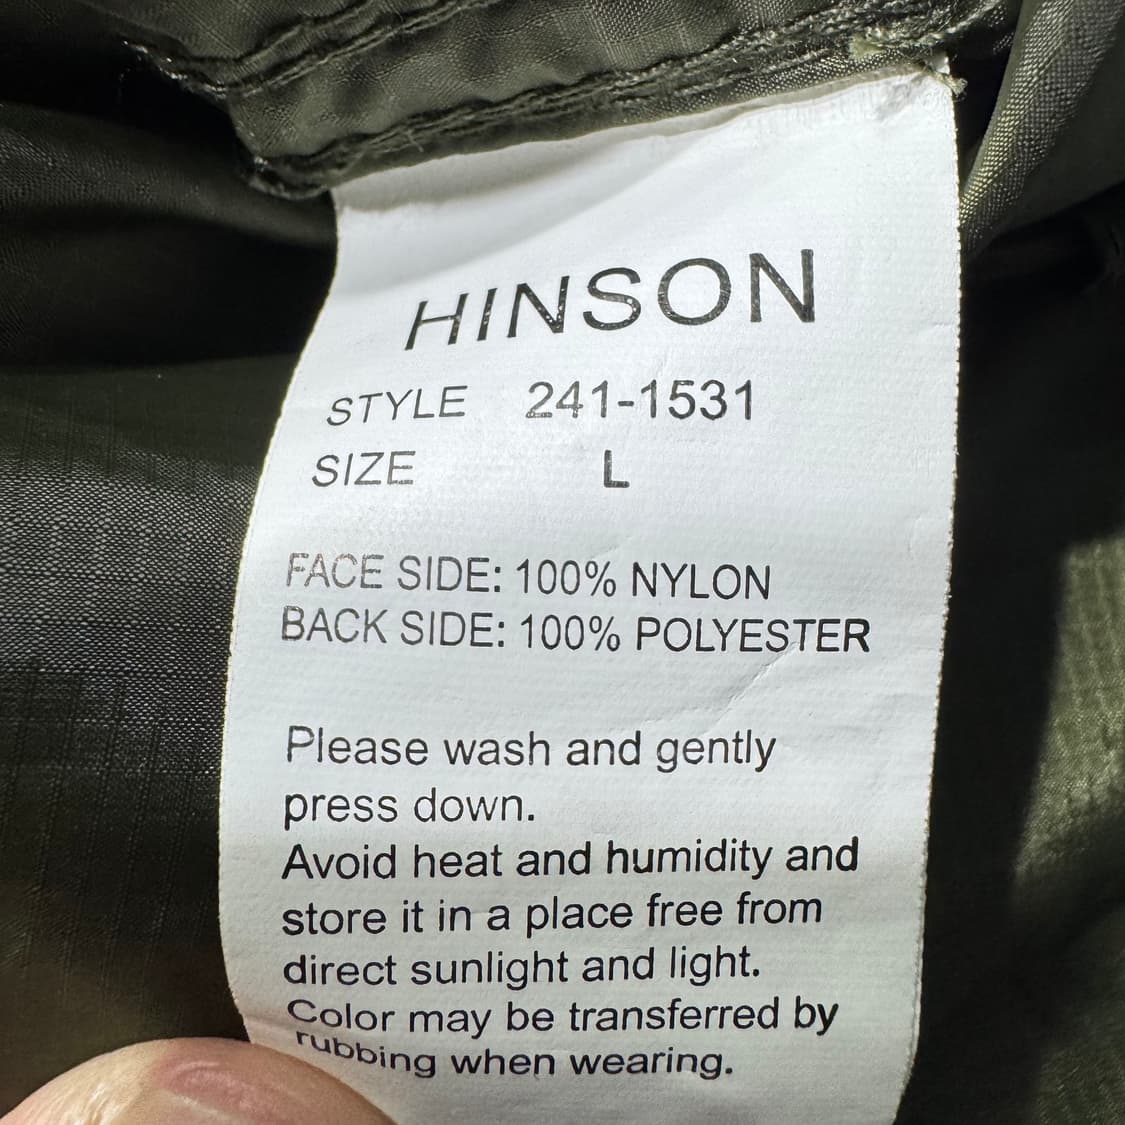 HINSON
STYLE 241-1531
SIZE L
FACE SIDE: 100% NYLON
BACK SIDE: 100% POLYESTER
Please wash and gently
press down.
Avoid heat and humidity and
store it in a place free from
direct sunlight and light.
Color may be transferred by
rubbing when wearing.